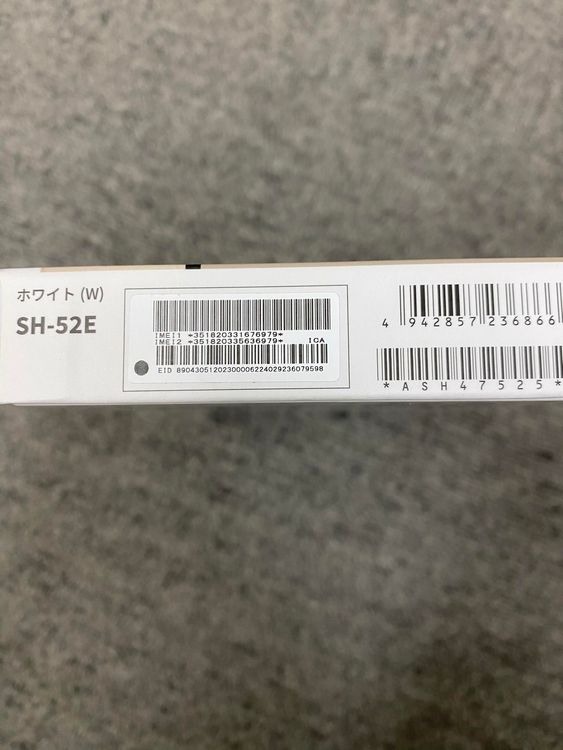 ホワイト (W)
SH-52E
IMEI1 *351820331676979*
IMEI2 *351820335636979* ICA
EID 89043051202300006224029236079598
4 942857 236866
*ASH47525*